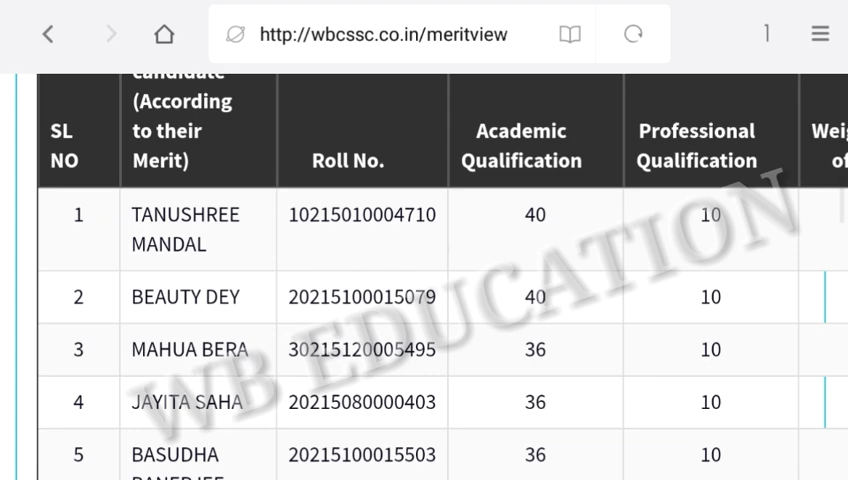 http://wbcssc.co.in/meritview
1
candidate
(According
to their
Merit)
SL
NO
Roll No.
Academic
Qualification
Professional
Qualification
1
TANUSHREE
MANDAL
10215010004710
40
10
2
BEAUTY DEY
20215100015079
40
10
3
MAHUA BERA
30215120005495
36
10
4
JAYITA SAHA
20215080000403
36
10
5
BASUDHA
BANERJEE
20215100015503
36
10
WB EDUCATION